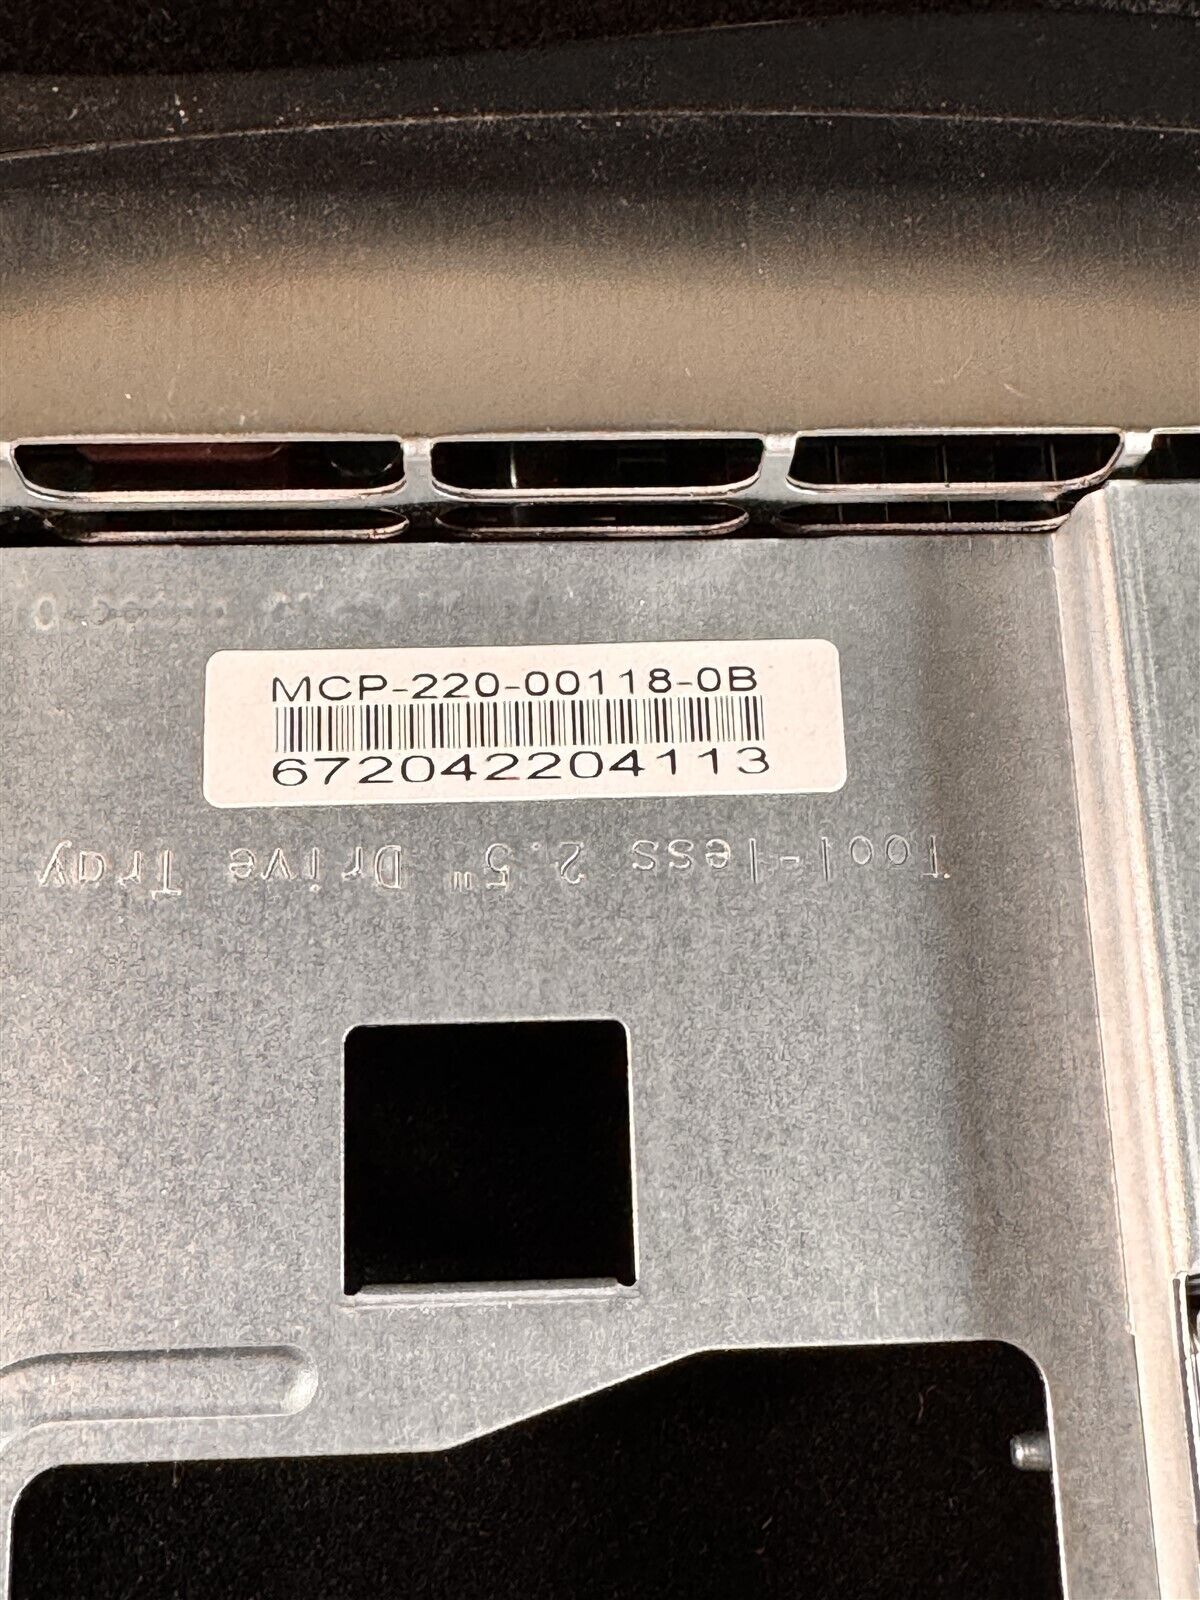 MCP-220-00118-0B
672042204113
Tool-less 2.5" Drive Tray